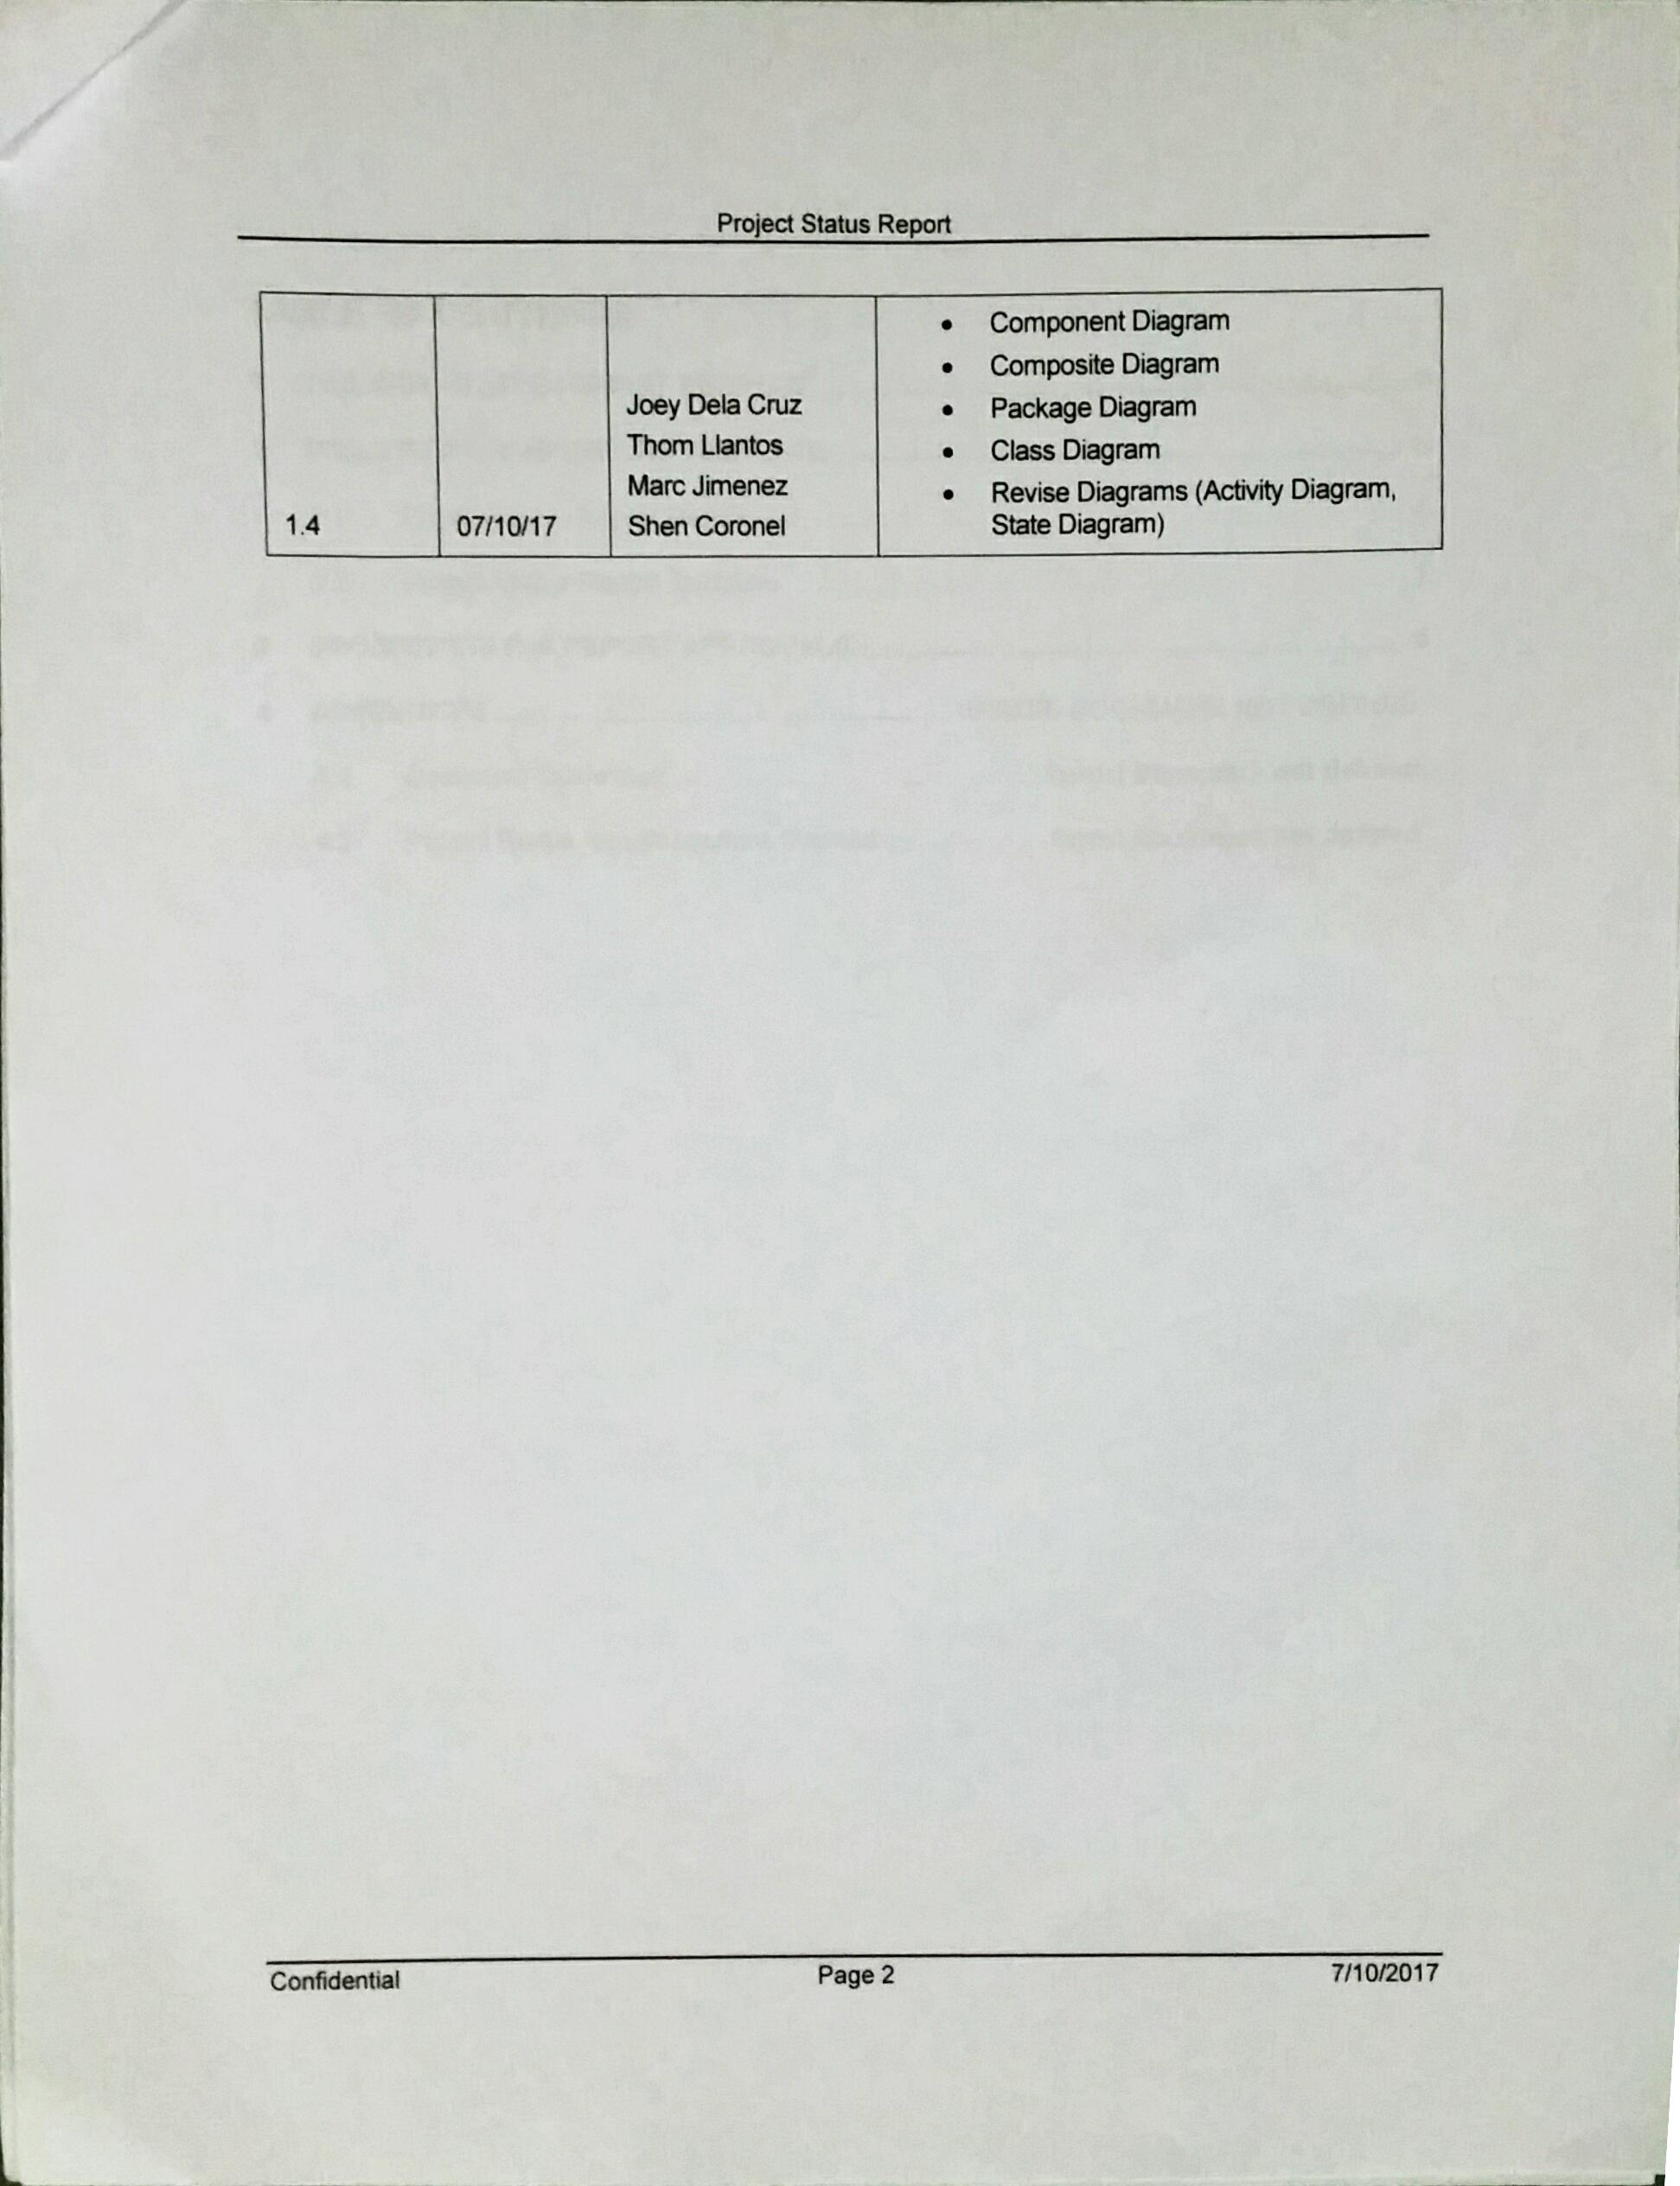 Project Status Report
• Component Diagram
• Composite Diagram
Joey Dela Cruz • Package Diagram
Thom Llantos • Class Diagram
Marc Jimenez • Revise Diagrams (Activity Diagram,
1.4 07/10/17 Shen Coronel State Diagram)
Confidential Page 2 7/10/2017